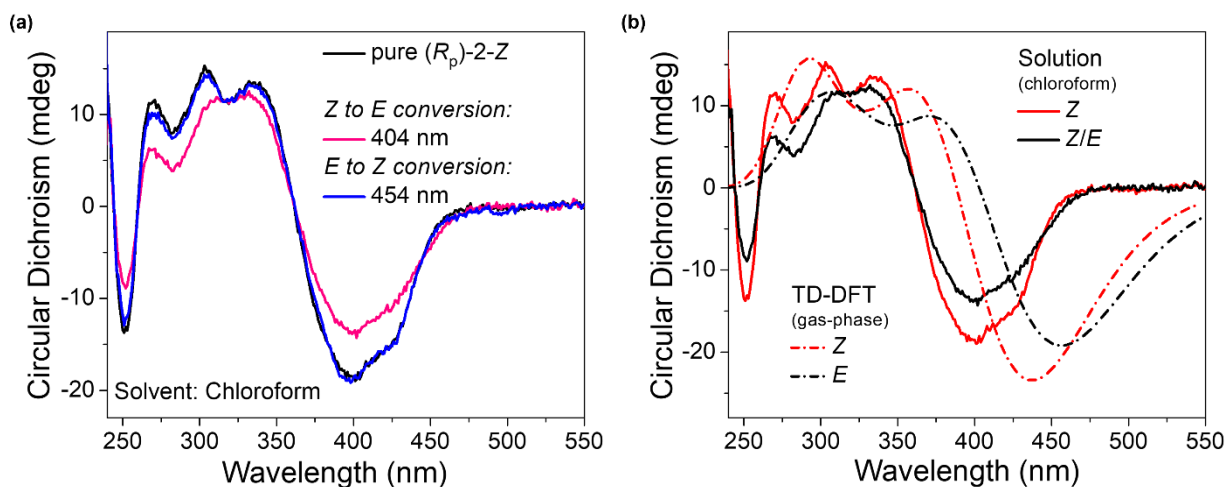 (a)
Circular Dichroism (mdeg)
10
0
-10
-20
pure (Rp)-2-Z
Z to E conversion:
404 nm
E to Z conversion:
454 nm
Solvent: Chloroform
250 300 350 400 450 500 550
Wavelength (nm)
(b)
Circular Dichroism (mdeg)
10
0
-10
-20
Solution
(chloroform)
Z
Z/E
TD-DFT
(gas-phase)
Z
E
250 300 350 400 450 500 550
Wavelength (nm)